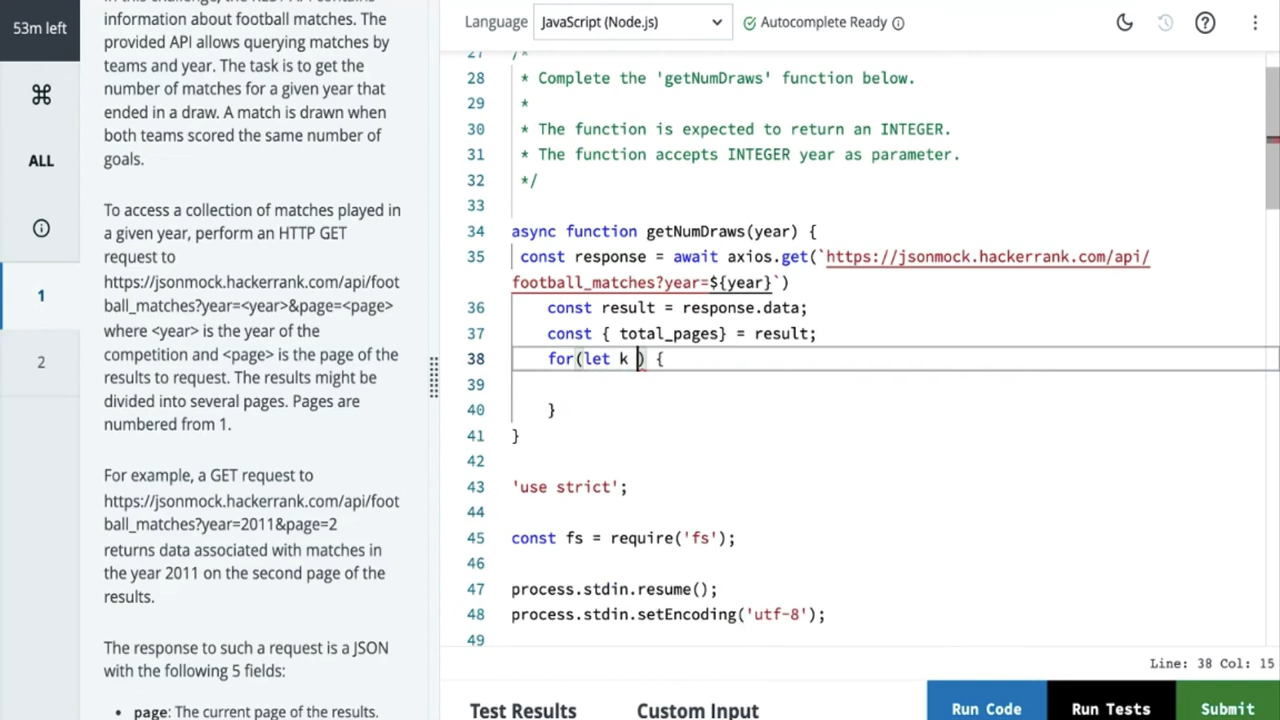 53m left
ALL
1
2
information about football matches. The
provided API allows querying matches by
teams and year. The task is to get the
number of matches for a given year that
ended in a draw. A match is drawn when
both teams scored the same number of
goals.
To access a collection of matches played in
a given year, perform an HTTP GET
request to
https://jsonmock.hackerrank.com/api/foot
ball_matches?year=<year>&page=<page>
where <year> is the year of the
competition and <page> is the page of the
results to request. The results might be
divided into several pages. Pages are
numbered from 1.
For example, a GET request to
https://jsonmock.hackerrank.com/api/foot
ball_matches?year=2011&page=2
returns data associated with matches in
the year 2011 on the second page of the
results.
The response to such a request is a JSON
with the following 5 fields:
• page: The current page of the results.
Language JavaScript (Node.js) Autocomplete Ready
27 /*
28 * Complete the 'getNumDraws' function below.
29 *
30 * The function is expected to return an INTEGER.
31 * The function accepts INTEGER year as parameter.
32 */
33
34 async function getNumDraws(year) {
35 const response = await axios.get(`https://jsonmock.hackerrank.com/api/
football_matches?year=${year}`)
36 const result = response.data;
37 const { total_pages} = result;
38 for(let k ) {
39
40 }
41 }
42
43 'use strict';
44
45 const fs = require('fs');
46
47 process.stdin.resume();
48 process.stdin.setEncoding('utf-8');
49
Line: 38 Col: 15
Test Results Custom Input Run Code Run Tests Submit